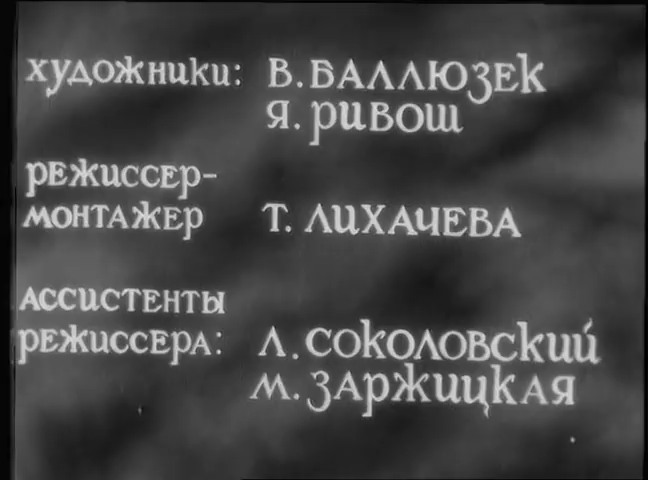 художники: В. БАЛЛЮЗЕК
Я. РИВОШ
РЕЖИССЕР-
МОНТАЖЕР Т. ЛИХАЧЕВА
АССИСТЕНТЫ
РЕЖИССЕРА: Л. СОКОЛОВСКИЙ
М. ЗАРЖИЦКАЯ